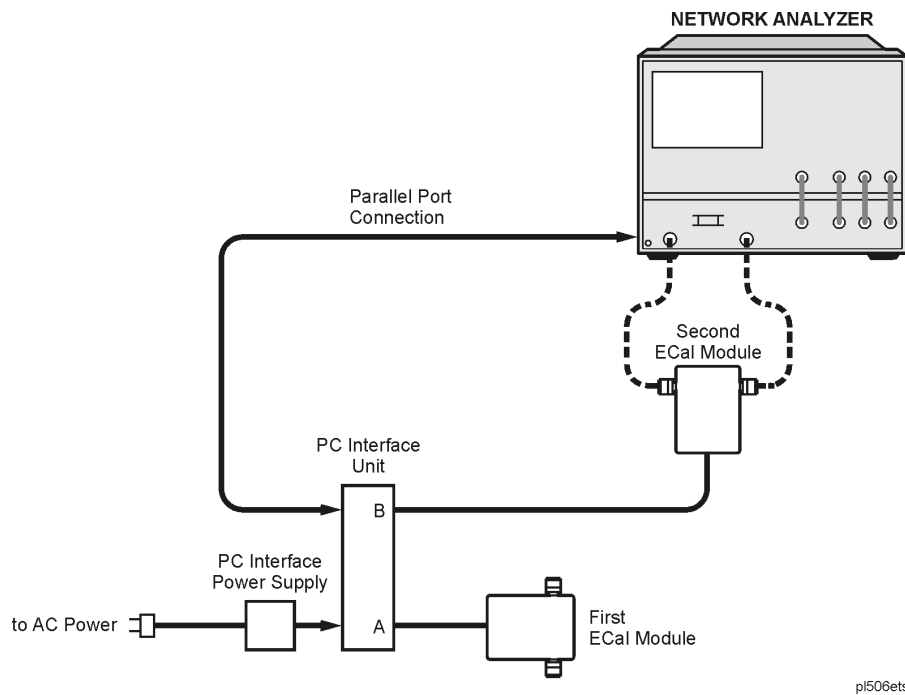 NETWORK ANALYZER
Parallel Port
Connection
Second
ECal Module
PC Interface
Unit
B
PC Interface
Power Supply
to AC Power
A
First
ECal Module
pl506ets